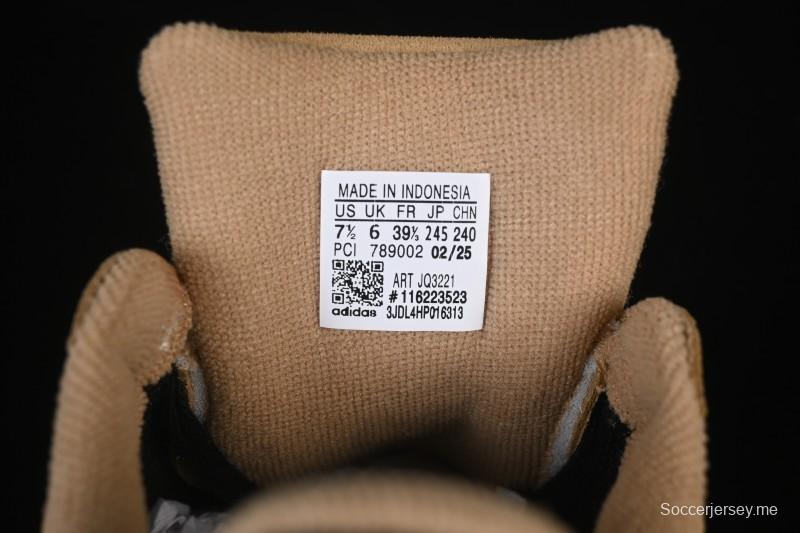 MADE IN INDONESIA
US UK FR JP CHN
7½ 6 39⅓ 245 240
PCI 789002 02/25
ART JQ3221
#116223523
adidas 3JDL4HP016313
Soccerjersey.me